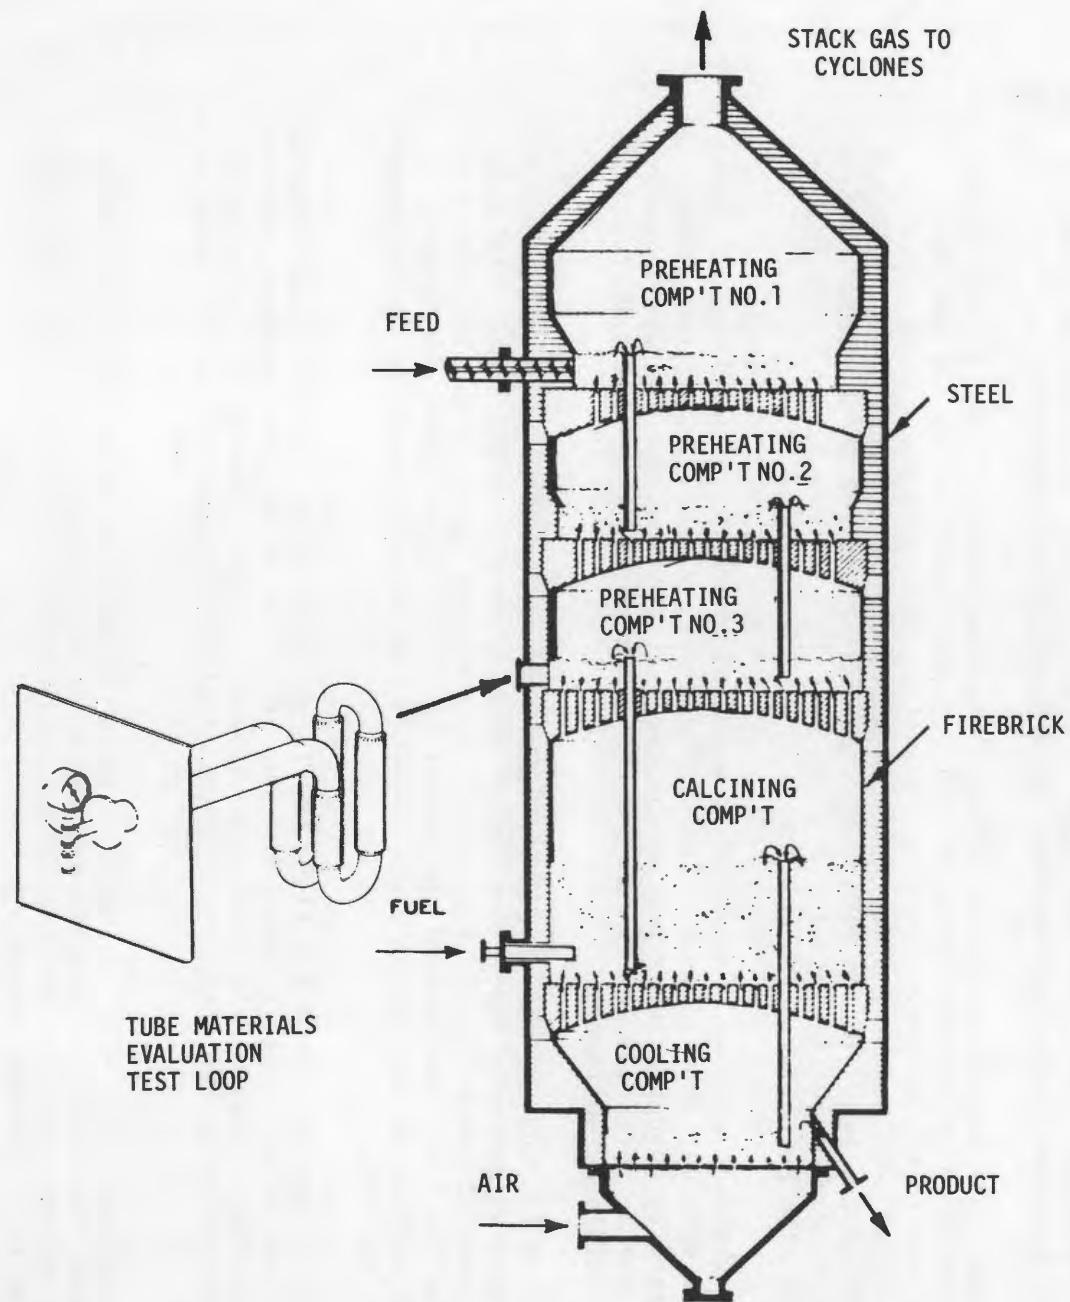 STACK GAS TO
CYCLONES
PREHEATING
COMP'T NO.1
FEED
STEEL
PREHEATING
COMP'T NO.2
PREHEATING
COMP'T NO.3
FIREBRICK
CALCINING
COMP'T
FUEL
TUBE MATERIALS
EVALUATION
TEST LOOP
COOLING
COMP'T
AIR
PRODUCT